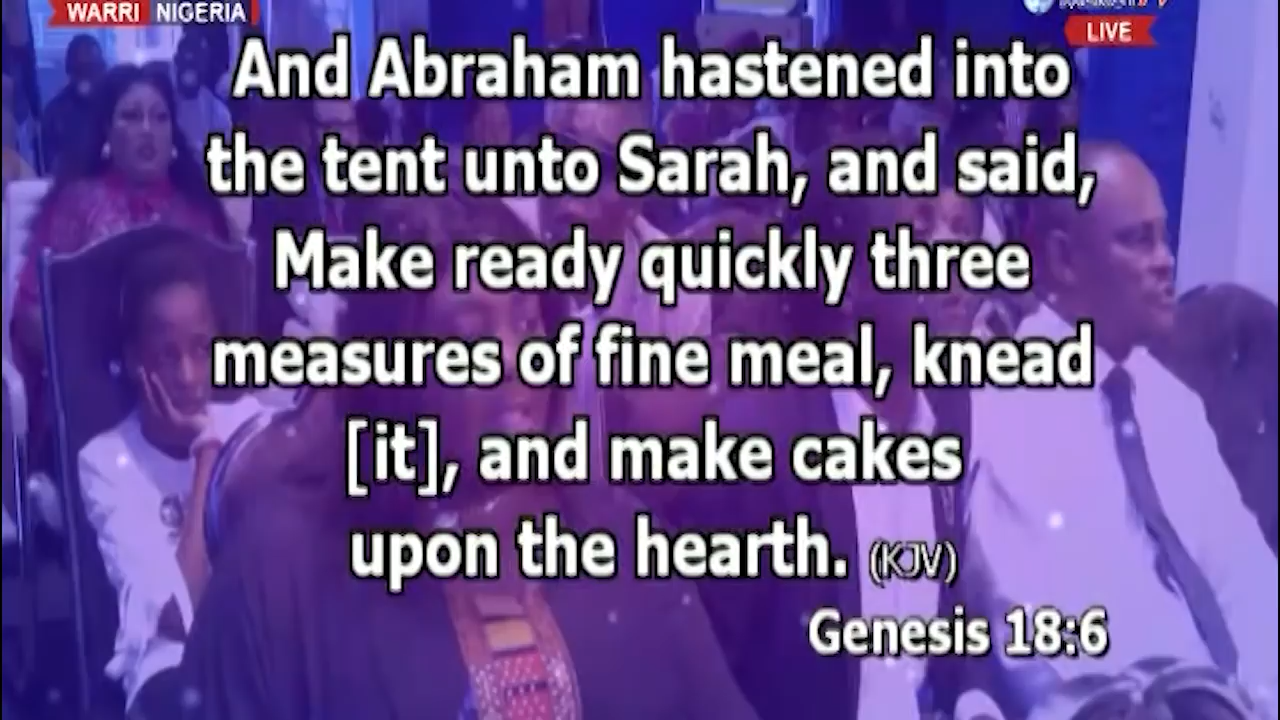 WARRI NIGERIA
LIVE
And Abraham hastened into
the tent unto Sarah, and said,
Make ready quickly three
measures of fine meal, knead
[it], and make cakes
upon the hearth. (KJV)
Genesis 18:6